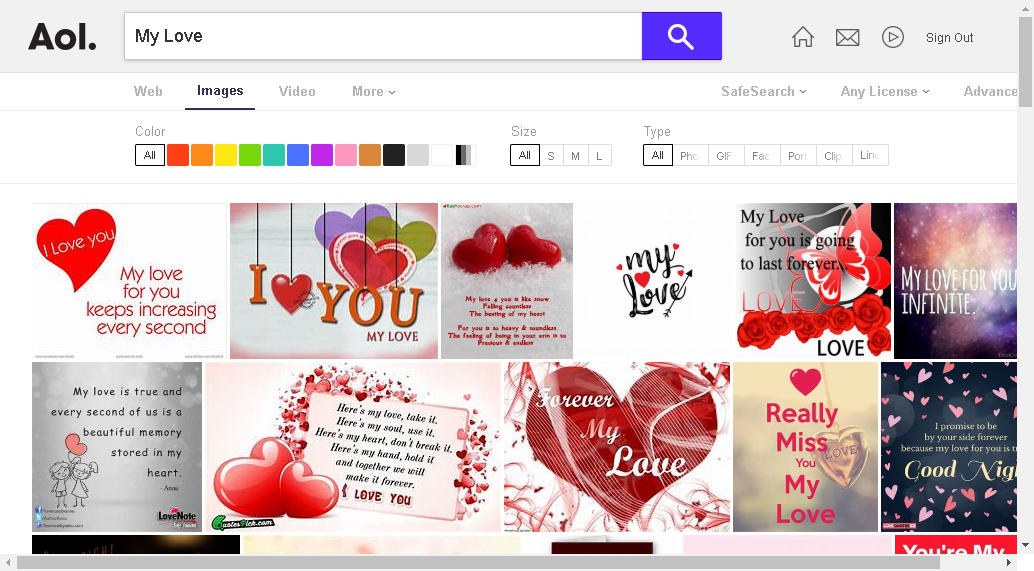 Aol.
My Love
Sign Out
Web
Images
Video
More
SafeSearch
Any License
Advance
Color
Size
Type
All
All
S
M
L
All
Pho
GIF
Fac
Por
Clip
Line
I Love you
My love
for you
keeps increasing
every second
I
YOU
MY LOVE
My love 4 you is like snow
Falling countless
The beating of my heart
For you is so heavy & soundless
The feeling of being in your arm is so
Precious & endless
my
love
My Love
for you is going
to last forever...
LOVE
LOVE
MY LOVE FOR YOU
INFINITE.
My love is true and
every second of us is a
beautiful memory
stored in my
heart.
- Annu
LoveNote
Here's my love, take it.
Here's my soul, use it.
Here's my heart, don't break it.
Here's my hand, hold it
and together we will
make it forever.
I LOVE YOU
QuotesPick.com
Forever
My
Love
Really
Miss
You
My
Love
LOVE
I promise to be
by your side forever
because my love for you is t
Good Nigh
You're My